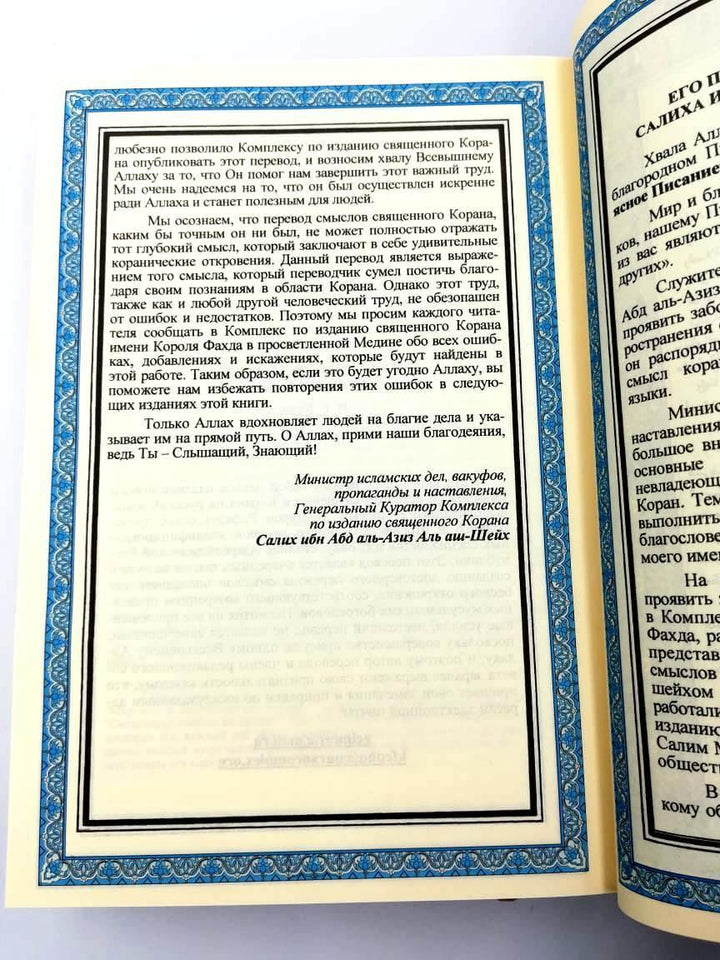 любезно позволило Комплексу по изданию священного Кора-
на опубликовать этот перевод, и возносим хвалу Всевышнему
Аллаху за то, что Он помог нам завершить этот важный труд.
Мы очень надеемся на то, что он был осуществлен искренне
ради Аллаха и станет полезным для людей.
Мы осознаем, что перевод смыслов священного Корана,
каким бы точным он ни был, не может полностью отражать
тот глубокий смысл, который заключают в себе удивительные
коранические откровения. Данный перевод является выраже-
нием того смысла, который переводчик сумел постичь благо-
даря своим познаниям в области Корана. Однако этот труд,
также как и любой другой человеческий труд, не обезопашен
от ошибок и недостатков. Поэтому мы просим каждого чита-
теля сообщать в Комплекс по изданию священного Корана
имени Короля Фахда в просветленной Медине обо всех ошиб-
ках, добавлениях и искажениях, которые будут найдены в
этой работе. Таким образом, если это будет угодно Аллаху, вы
поможете нам избежать повторения этих ошибок в следую-
щих изданиях этой книги.
Только Аллах вдохновляет людей на благие дела и ука-
зывает им на прямой путь. О Аллах, прими наши благодеяния,
ведь Ты – Слышащий, Знающий!
Министр исламских дел, вакуфов,
пропаганды и наставления,
Генеральный Куратор Комплекса
по изданию священного Корана
Салих ибн Абд аль-Азиз Аль аш-Шейх
ЕГО П
САЛИХА И
Хвала Алл
благородном П
ясное Писание
Мир и б
ков, нашему П
из вас являют
других».
Служите
Абд аль-Азиз
проявить забо
ространения
он распоряд
смысл кора
языки.
Минис
наставления
большое вн
основные
невладеющ
Коран. Тем
выполнить
благослове
моего имен
На
проявить
в Компле
Фахда, ра
представ
смыслов
шейхом
работали
изданию
Салим М
обществ
В
кому об